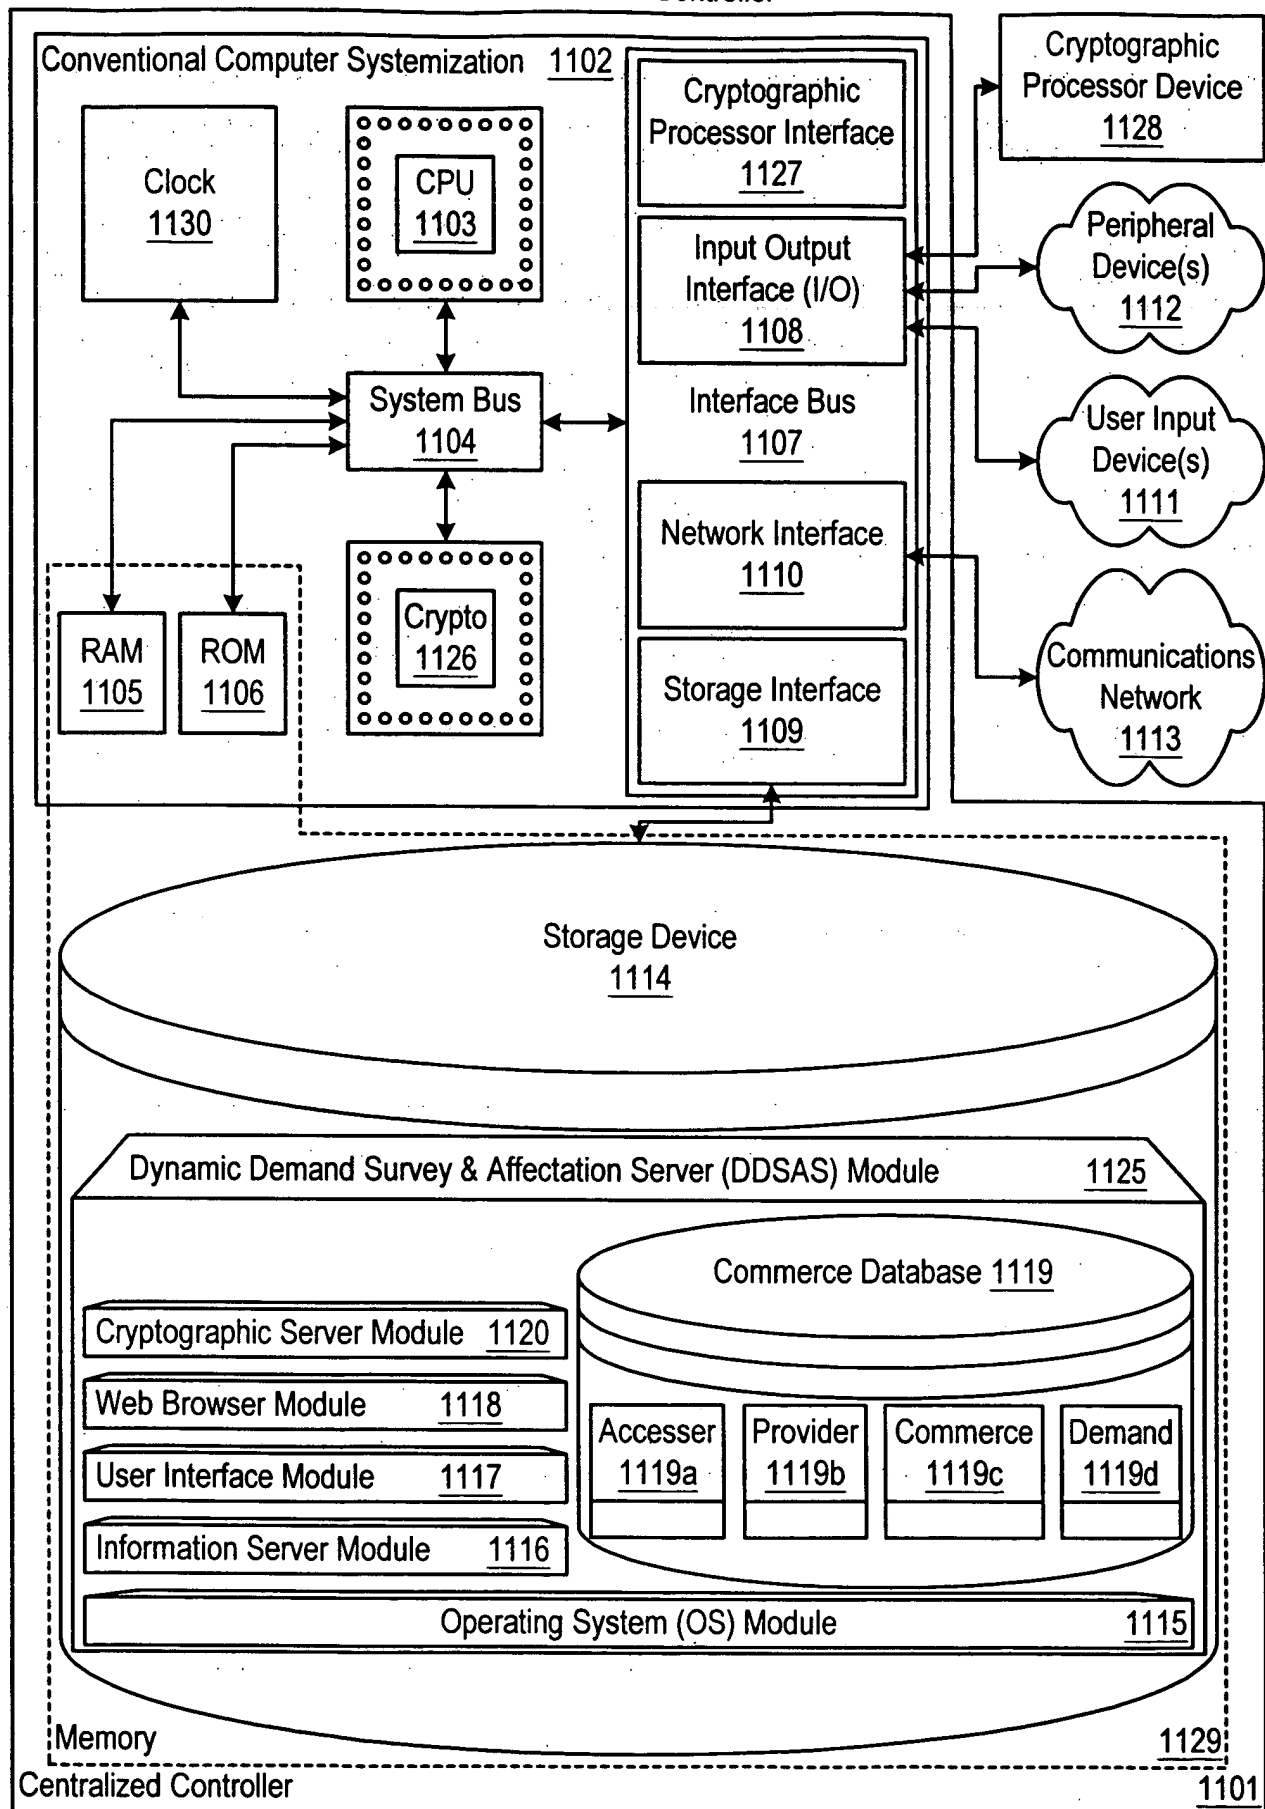 Controller
Conventional Computer Systemization 1102
Clock
1130
CPU
1103
System Bus
1104
Crypto
1126
RAM
1105
ROM
1106
Cryptographic
Processor Interface
1127
Input Output
Interface (I/O)
1108
Interface Bus
1107
Network Interface
1110
Storage Interface
1109
Cryptographic
Processor Device
1128
Peripheral
Device(s)
1112
User Input
Device(s)
1111
Communications
Network
1113
Storage Device
1114
Dynamic Demand Survey & Affectation Server (DDSAS) Module 1125
Commerce Database 1119
Cryptographic Server Module 1120
Web Browser Module 1118
User Interface Module 1117
Information Server Module 1116
Accesser
1119a
Provider
1119b
Commerce
1119c
Demand
1119d
Operating System (OS) Module 1115
Memory 1129
Centralized Controller 1101